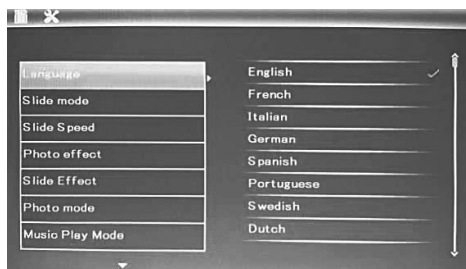 Language
Slide mode
Slide Speed
Photo effect
Slide Effect
Photo mode
Music Play Mode
English
French
Italian
German
Spanish
Portuguese
Swedish
Dutch